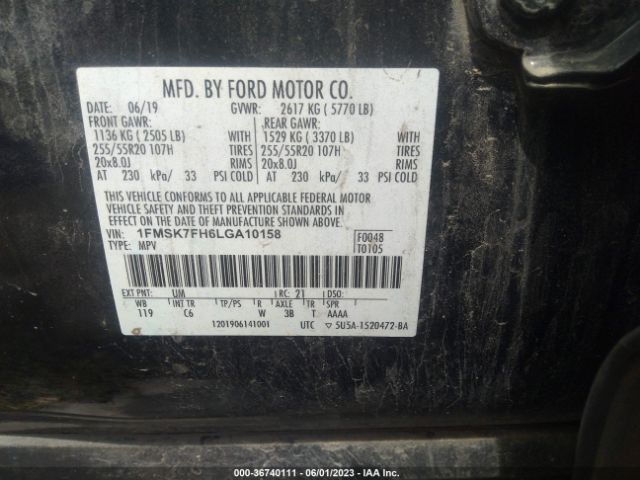 MFD. BY FORD MOTOR CO.
DATE: 06/19 GVWR: 2617 KG ( 5770 LB)
FRONT GAWR: REAR GAWR:
1136 KG ( 2505 LB) WITH 1529 KG ( 3370 LB) WITH
255/55R20 107H TIRES 255/55R20 107H TIRES
20x8.0J RIMS 20x8.0J RIMS
AT 230 kPa/ 33 PSI COLD AT 230 kPa/ 33 PSI COLD
THIS VEHICLE CONFORMS TO ALL APPLICABLE FEDERAL MOTOR
VEHICLE SAFETY STANDARDS IN EFFECT ON THE DATE OF
MANUFACTURE SHOWN ABOVE.
VIN: 1FMSK7FH6LGA10158 F0048
TYPE: MPV T0105
EXT PNT: UM RC: 21 DSO:
WB INT TR TP/PS R AXLE TR SPR
119 C6 W 3B T AAAA
1201906141001 UTC ▽ 5U5A-1520472-BA
000-36740111 - 06/01/2023 - IAA Inc.